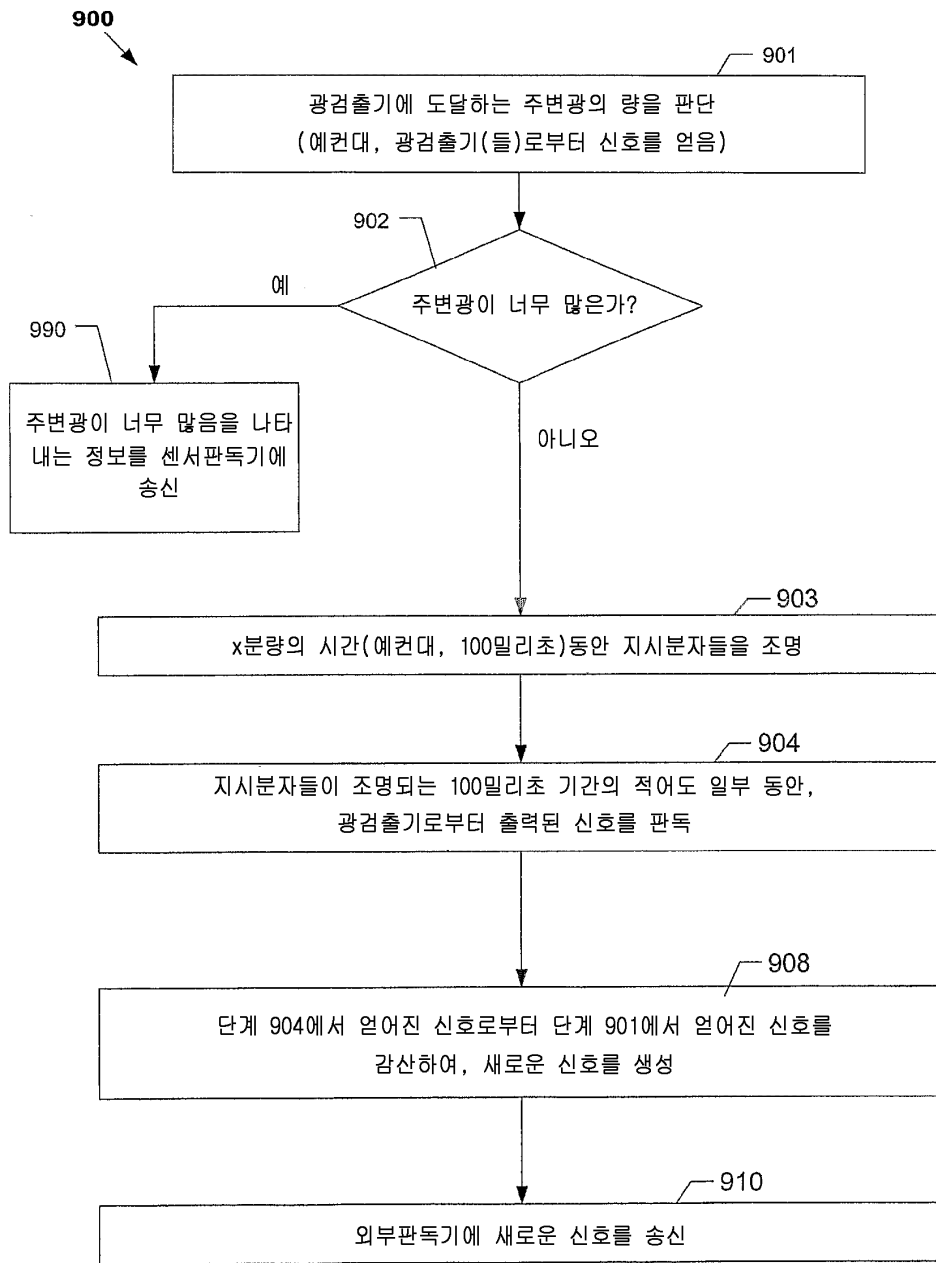 900
901
광검출기에 도달하는 주변광의 량을 판단
(예컨대, 광검출기(들)로부터 신호를 얻음)
902
주변광이 너무 많은가?
예
990
주변광이 너무 많음을 나타
내는 정보를 센서판독기에
송신
아니오
903
x분량의 시간(예컨대, 100밀리초)동안 지시분자들을 조명
904
지시분자들이 조명되는 100밀리초 기간의 적어도 일부 동안,
광검출기로부터 출력된 신호를 판독
908
단계 904에서 얻어진 신호로부터 단계 901에서 얻어진 신호를
감산하여, 새로운 신호를 생성
910
외부판독기에 새로운 신호를 송신